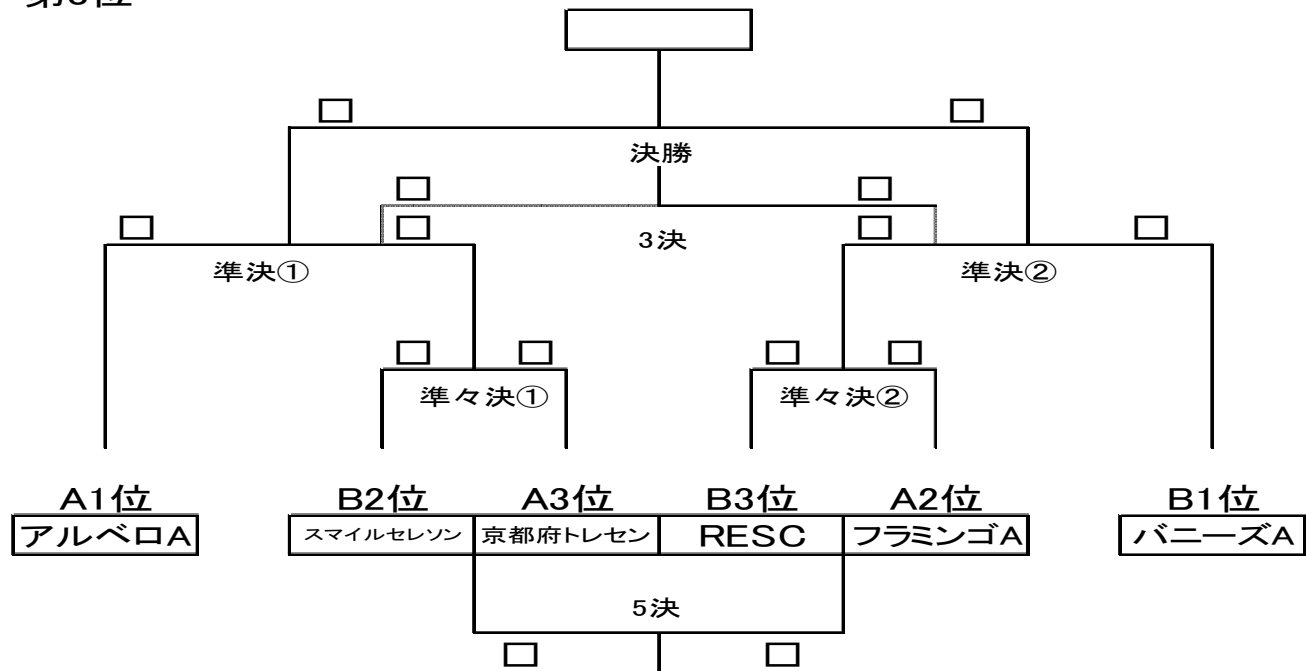 決勝
3決
準決① 準決②
準々決① 準々決②
A1位 B2位 A3位 B3位 A2位 B1位
アルベロA スマイルセレソン 京都府トレセン RESC フラミンゴA バニーズA
5決